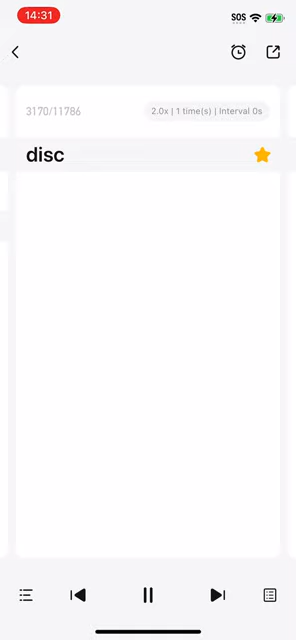 14:31
SOS
3170/11786
2.0x | 1 time(s) | Interval 0s
disc